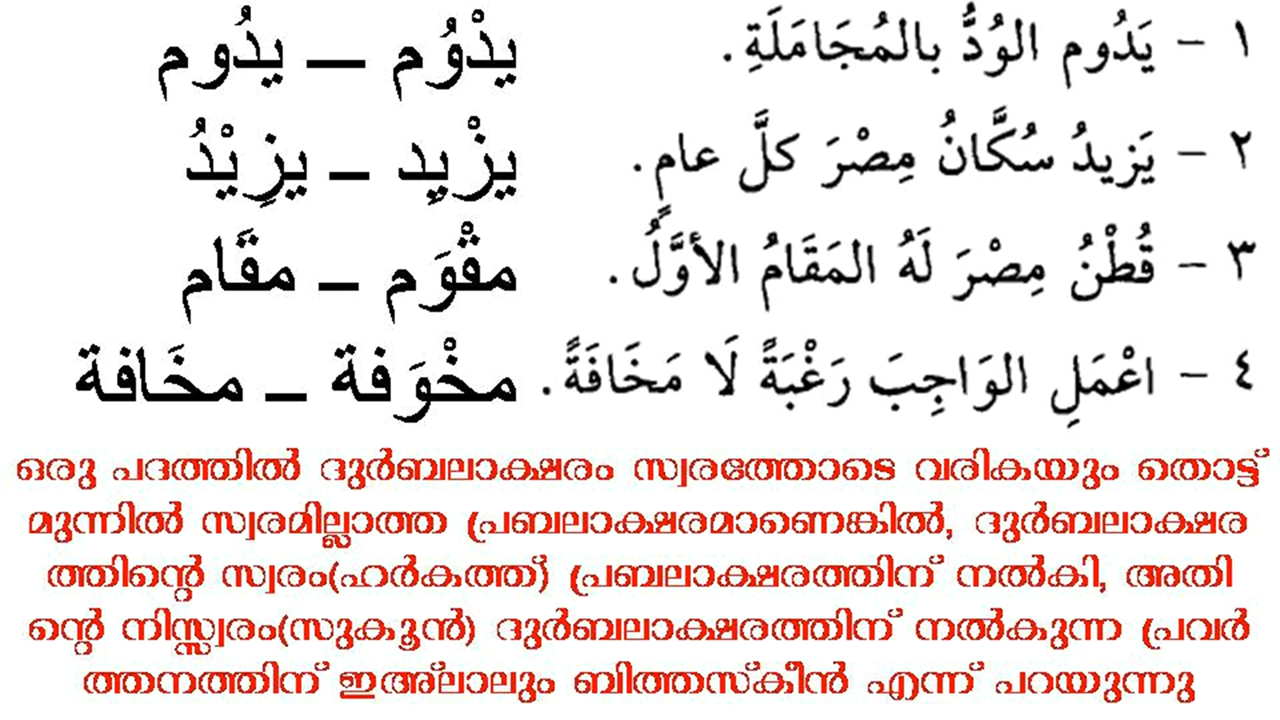 ١ - يَدُوم الوُدُّ بالمُجَامَلَةِ. يدْوُم — يدُوم
٢ - يَزيدُ سكَّانُ مِصْرَ كلَّ عامٍ. يزْيِد — يزِيْدُ
٣ - قُطْنُ مِصْرَ لَهُ المَقَامُ الأوَّلُ. مقْوَم — مقَام
٤ - اعْمَلِ الوَاجِبَ رَغْبَةً لَا مَخَافَةً. مخْوَفة — مخَافة
ഒരു പദത്തിൽ ദുർബലാക്ഷരം സ്വരത്തോടെ വരികയും തൊട്ട്
മുന്നിൽ സ്വരമില്ലാത്ത പ്രബലാക്ഷരമാണെങ്കിൽ, ദുർബലാക്ഷര
ത്തിന്റെ സ്വരം(ഹർകത്ത്) പ്രബലാക്ഷരത്തിന് നൽകി, അതി
ന്റെ നിസ്സ്വരം(സുകൂൻ) ദുർബലാക്ഷരത്തിന് നൽകുന്ന പ്രവർ
ത്തനത്തിന് ഇഅ്ലാലും ബിത്തസ്കീൻ എന്ന് പറയുന്നു